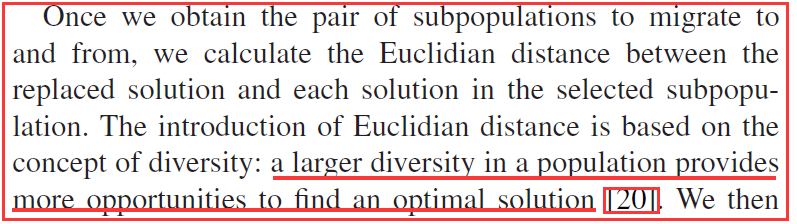 Once we obtain the pair of subpopulations to migrate to
and from, we calculate the Euclidian distance between the
replaced solution and each solution in the selected subpopu-
lation. The introduction of Euclidian distance is based on the
concept of diversity: a larger diversity in a population provides
more opportunities to find an optimal solution [20]. We then